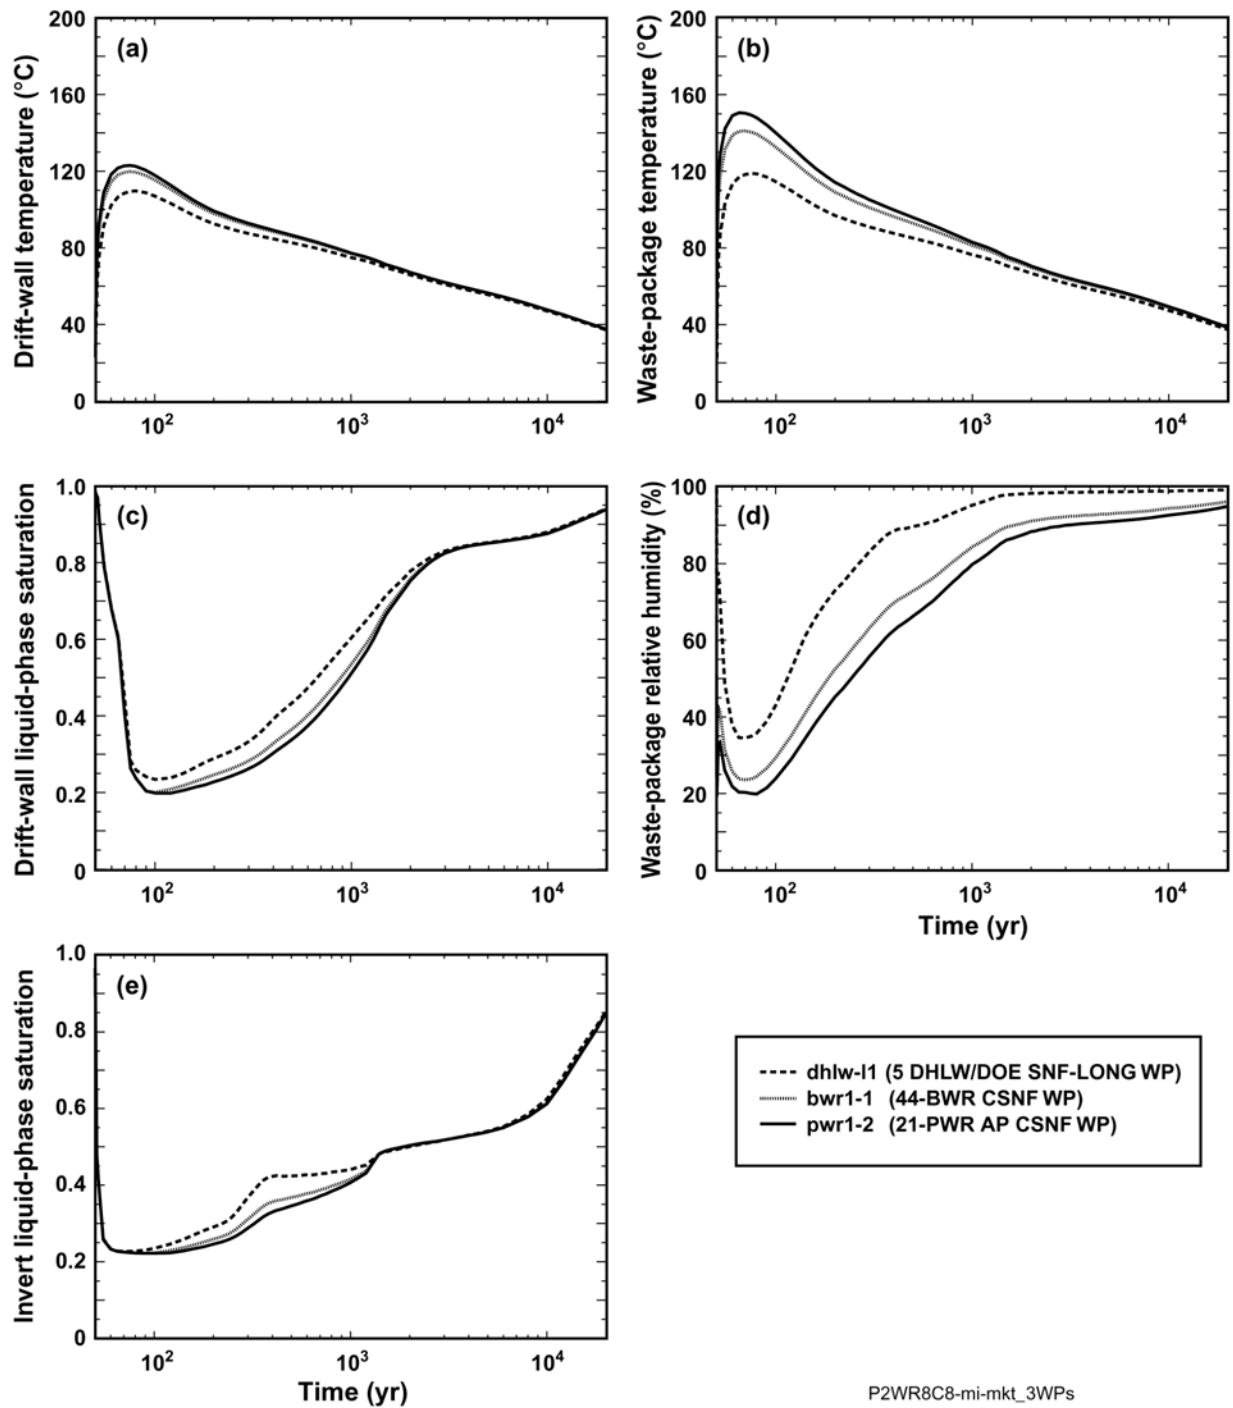 (a)
Drift-wall temperature (°C)
200
160
120
80
40
0
10²
10³
10⁴
(b)
Waste-package temperature (°C)
200
160
120
80
40
0
10²
10³
10⁴
(c)
Drift-wall liquid-phase saturation
1.0
0.8
0.6
0.4
0.2
0
10²
10³
10⁴
(d)
Waste-package relative humidity (%)
100
80
60
40
20
0
10²
10³
10⁴
Time (yr)
(e)
Invert liquid-phase saturation
1.0
0.8
0.6
0.4
0.2
0
10²
10³
10⁴
Time (yr)
dhlw-l1 (5 DHLW/DOE SNF-LONG WP)
bwr1-1 (44-BWR CSNF WP)
pwr1-2 (21-PWR AP CSNF WP)
P2WR8C8-mi-mkt_3WPs